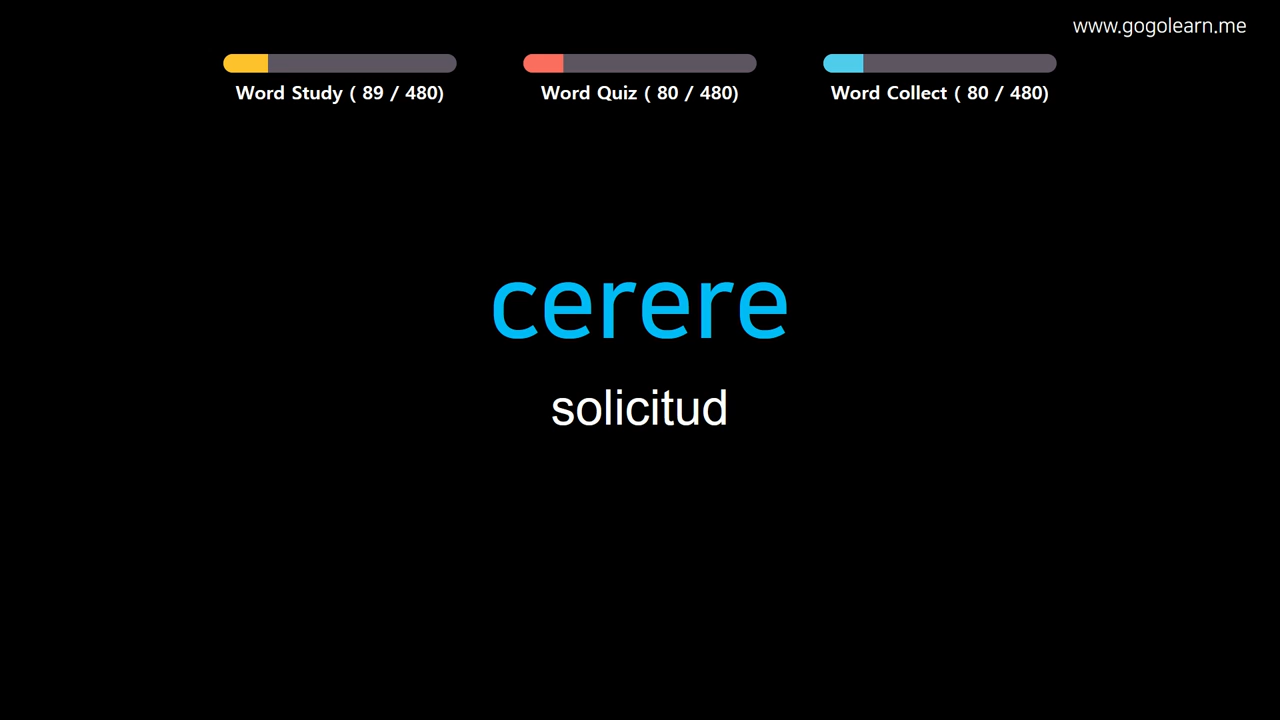 www.gogolearn.me
Word Study ( 89 / 480)
Word Quiz ( 80 / 480)
Word Collect ( 80 / 480)
cerere
solicitud